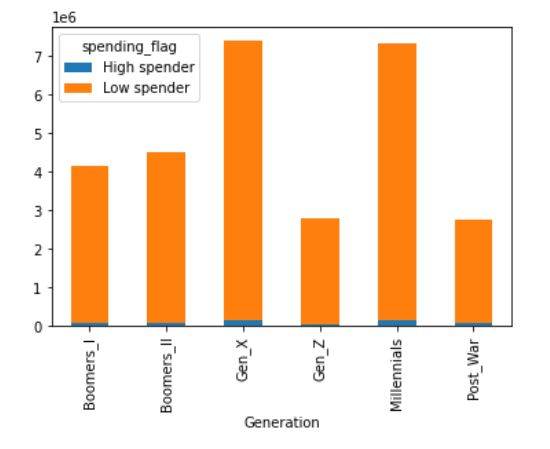 1e6
spending_flag
High spender
Low spender
7
6
5
4
3
2
1
0
Boomers_I
Boomers_II
Gen_X
Gen_Z
Millennials
Post_War
Generation